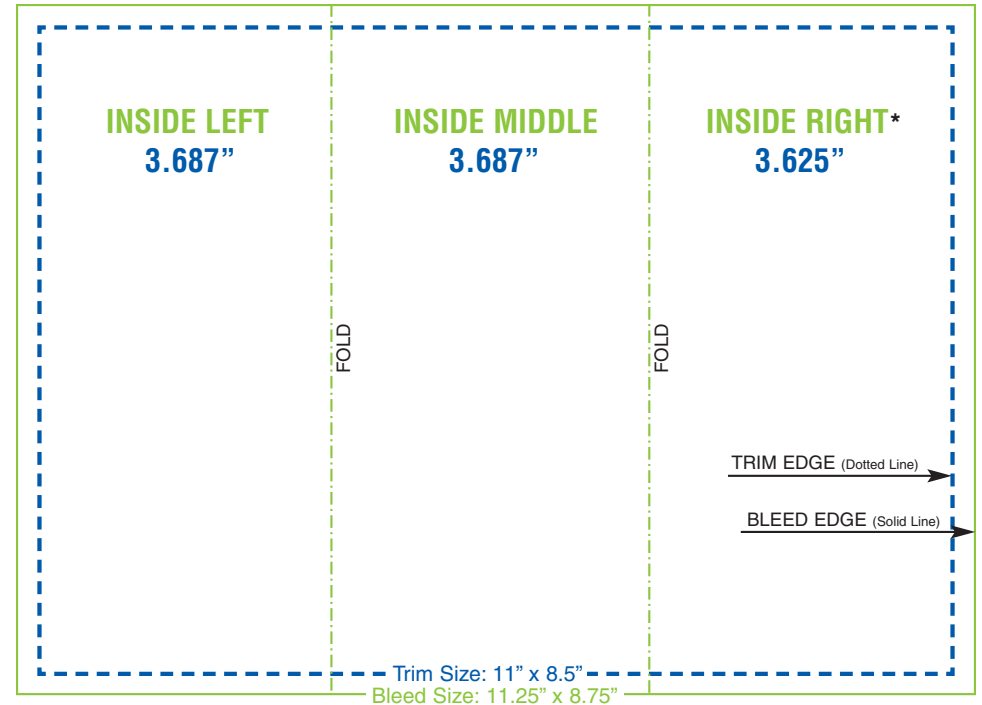 INSIDE LEFT
3.687”
INSIDE MIDDLE
3.687”
INSIDE RIGHT*
3.625”
FOLD
FOLD
TRIM EDGE (Dotted Line)
BLEED EDGE (Solid Line)
Trim Size: 11” x 8.5”
Bleed Size: 11.25” x 8.75”